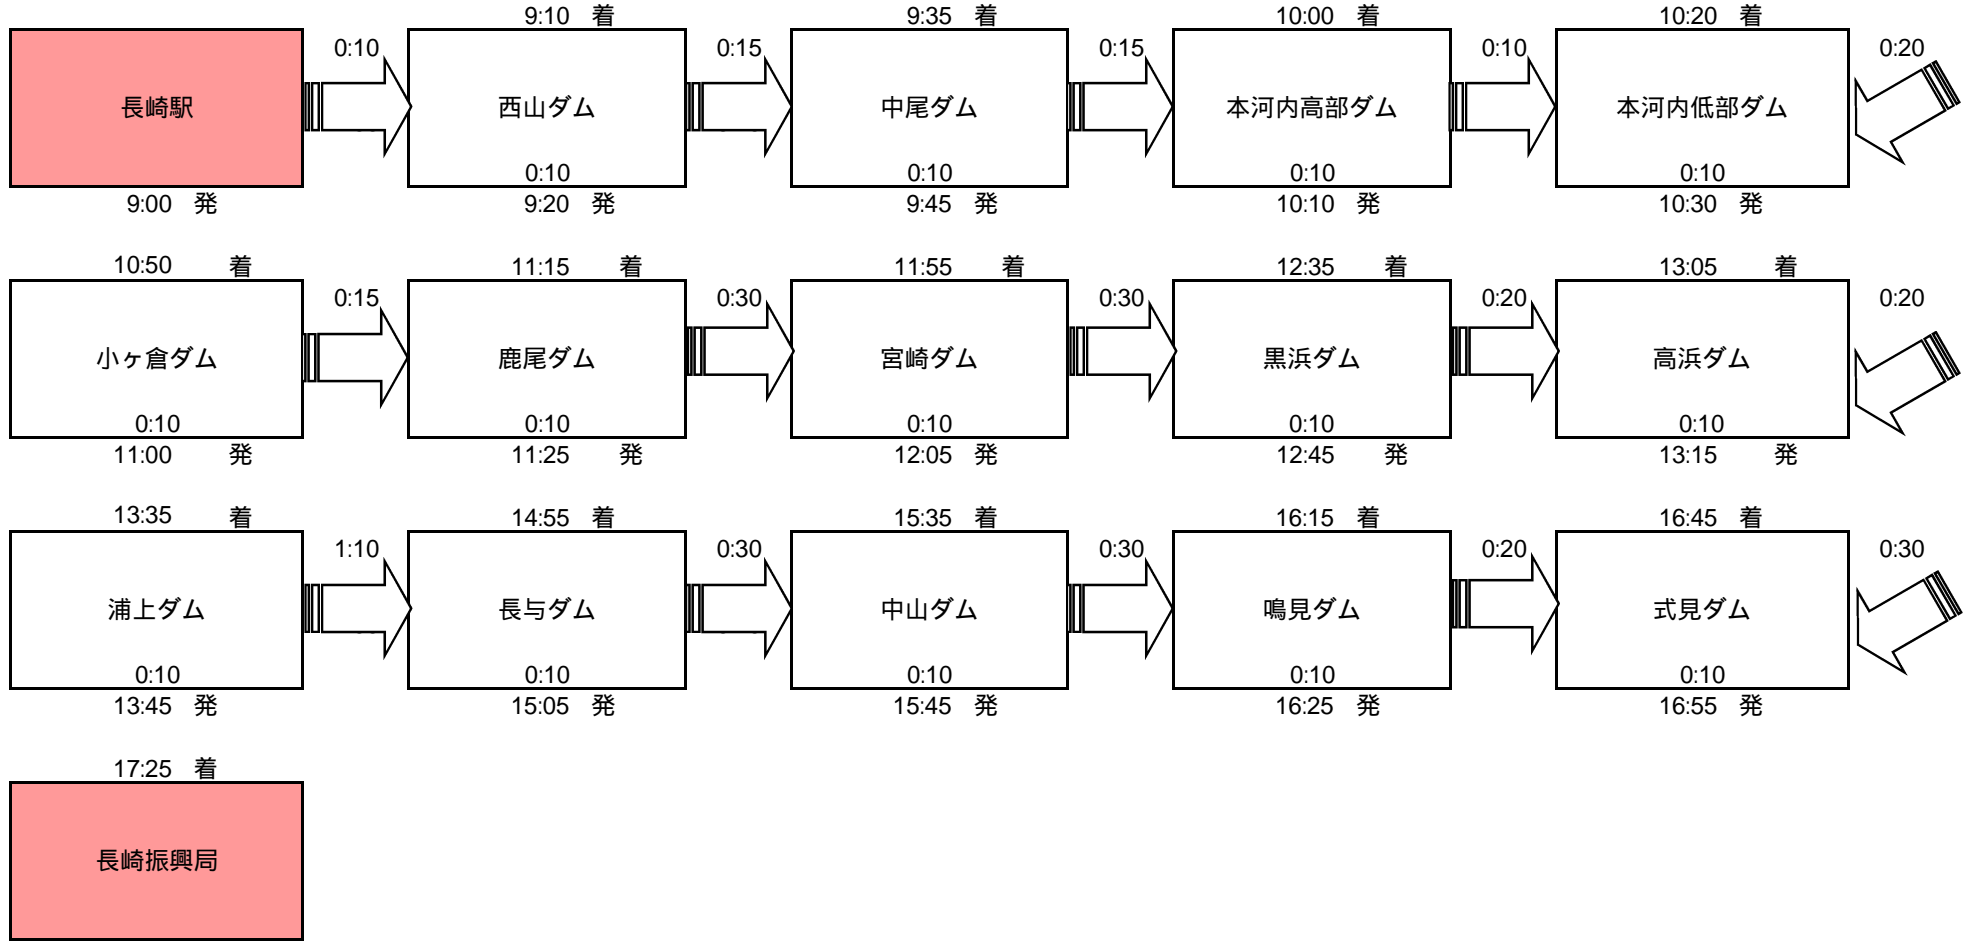 9:10 着 9:35 着 10:00 着 10:20 着
0:10 0:15 0:15 0:10 0:20
長崎駅 西山ダム 中尾ダム 本河内高部ダム 本河内低部ダム
0:10 0:10 0:10 0:10
9:00 発 9:20 発 9:45 発 10:10 発 10:30 発
10:50 着 11:15 着 11:55 着 12:35 着 13:05 着
0:15 0:30 0:30 0:20 0:20
小ヶ倉ダム 鹿尾ダム 宮崎ダム 黒浜ダム 高浜ダム
0:10 0:10 0:10 0:10 0:10
11:00 発 11:25 発 12:05 発 12:45 発 13:15 発
13:35 着 14:55 着 15:35 着 16:15 着 16:45 着
1:10 0:30 0:30 0:20 0:30
浦上ダム 長与ダム 中山ダム 鳴見ダム 式見ダム
0:10 0:10 0:10 0:10 0:10
13:45 発 15:05 発 15:45 発 16:25 発 16:55 発
17:25 着
長崎振興局